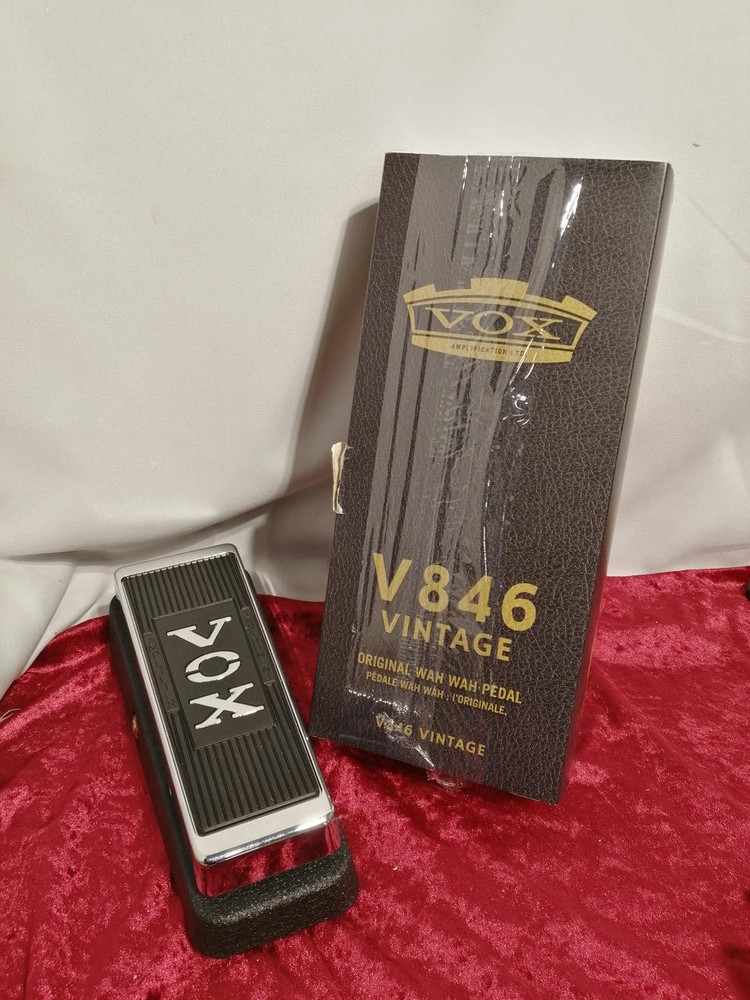 VOX
AMPLIFICATION LTD
V846
VINTAGE
ORIGINAL WAH WAH PEDAL
PÉDALE WAH WAH : l'ORIGINALE,
V846 VINTAGE
VOX